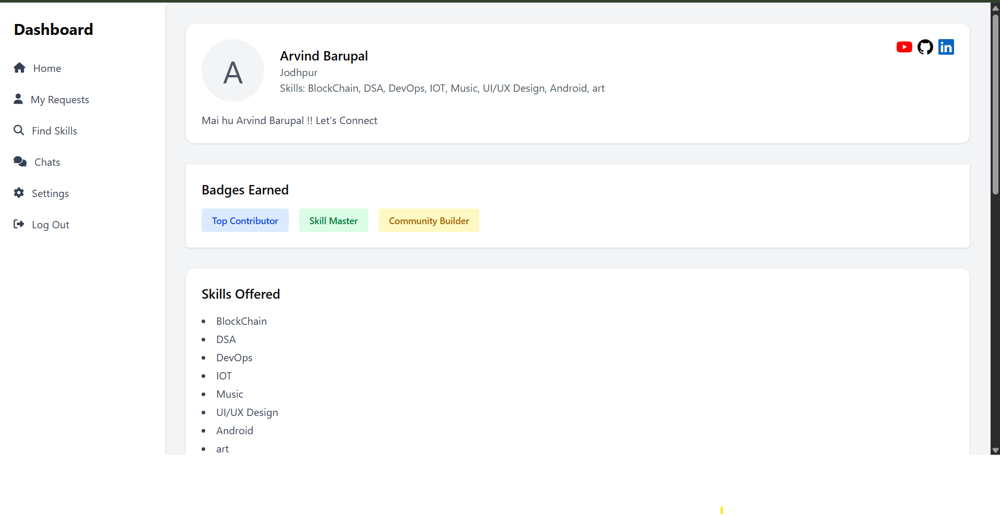 Dashboard
Home
My Requests
Find Skills
Chats
Settings
Log Out
A
Arvind Barupal
Jodhpur
Skills: BlockChain, DSA, DevOps, IOT, Music, UI/UX Design, Android, art
Mai hu Arvind Barupal !! Let's Connect
Badges Earned
Top Contributor
Skill Master
Community Builder
Skills Offered
BlockChain
DSA
DevOps
IOT
Music
UI/UX Design
Android
art